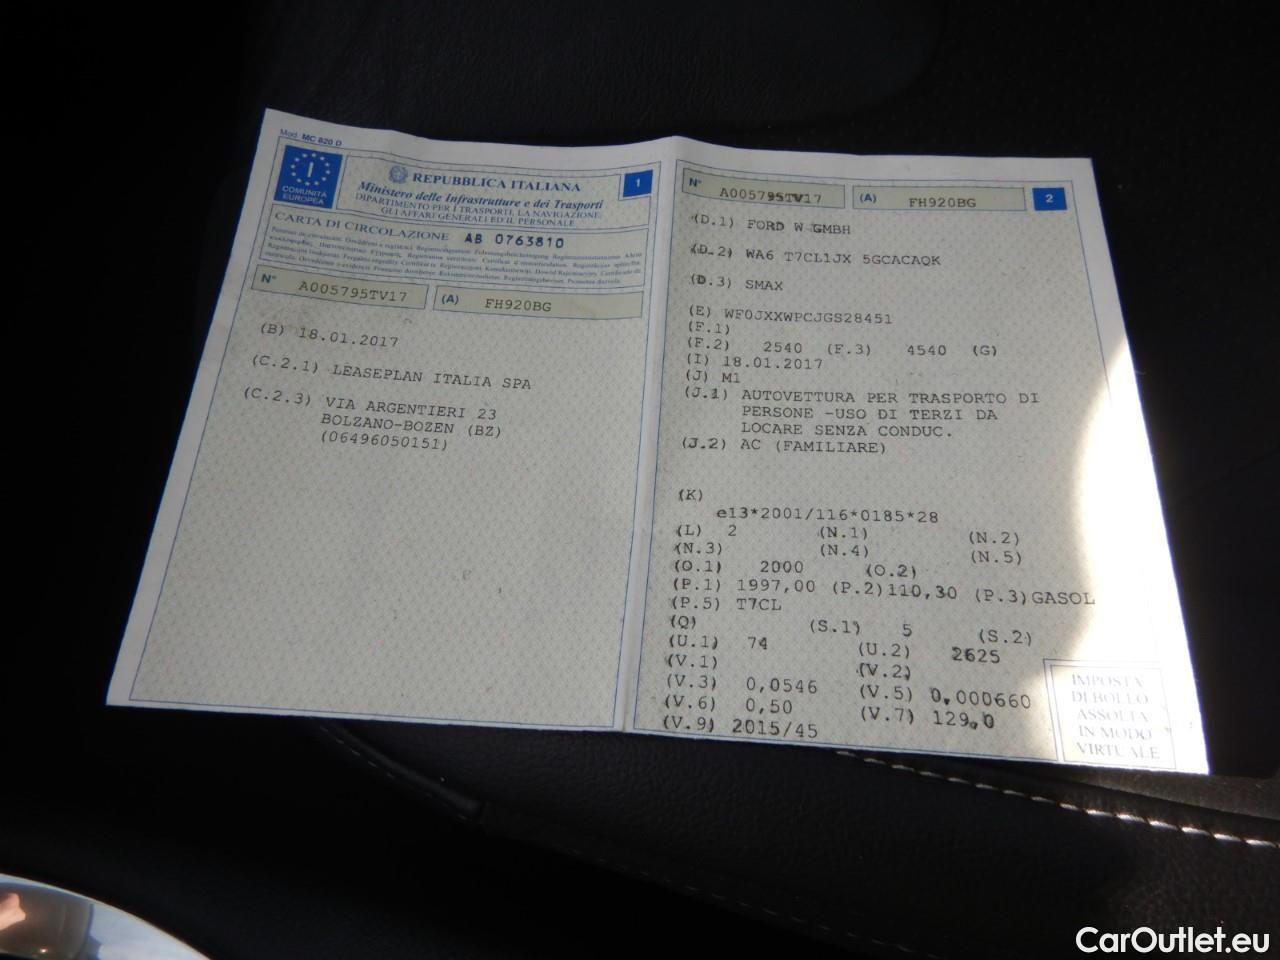 Mod. MC 820 D
I
COMUNITÀ
EUROPEA
REPUBBLICA ITALIANA
Ministero delle Infrastrutture e dei Trasporti
DIPARTIMENTO PER I TRASPORTI, LA NAVIGAZIONE,
GLI AFFARI GENERALI ED IL PERSONALE
1
CARTA DI CIRCOLAZIONE AB 0763810
N° A005795TV17 (A) FH920BG
(B) 18.01.2017
(C.2.1) LEASEPLAN ITALIA SPA
(C.2.3) VIA ARGENTIERI 23
BOLZANO-BOZEN (BZ)
(06496050151)
N° A005795TV17 (A) FH920BG 2
(D.1) FORD W GMBH
(D.2) WA6 T7CL1JX 5GCACAQK
(D.3) SMAX
(E) WF0JXXWPCJGS28451
(F.1)
(F.2) 2540 (F.3) 4540 (G)
(I) 18.01.2017
(J) M1
(J.1) AUTOVETTURA PER TRASPORTO DI
PERSONE -USO DI TERZI DA
LOCARE SENZA CONDUC.
(J.2) AC (FAMILIARE)
(K)
e13*2001/116*0185*28
(L) 2 (N.1) (N.2)
(N.3) (N.4) (N.5)
(O.1) 2000 (O.2)
(P.1) 1997,00 (P.2)110,30 (P.3)GASOL
(P.5) T7CL
(Q) (S.1) 5 (S.2)
(U.1) 74 (U.2) 2625
(V.1) (V.2)
(V.3) 0,0546 (V.5) 0,000660
(V.6) 0,50 (V.7) 129,0
(V.9) 2015/45
IMPOSTA
DI BOLLO
ASSOLTA
IN MODO
VIRTUALE
CarOutlet.eu